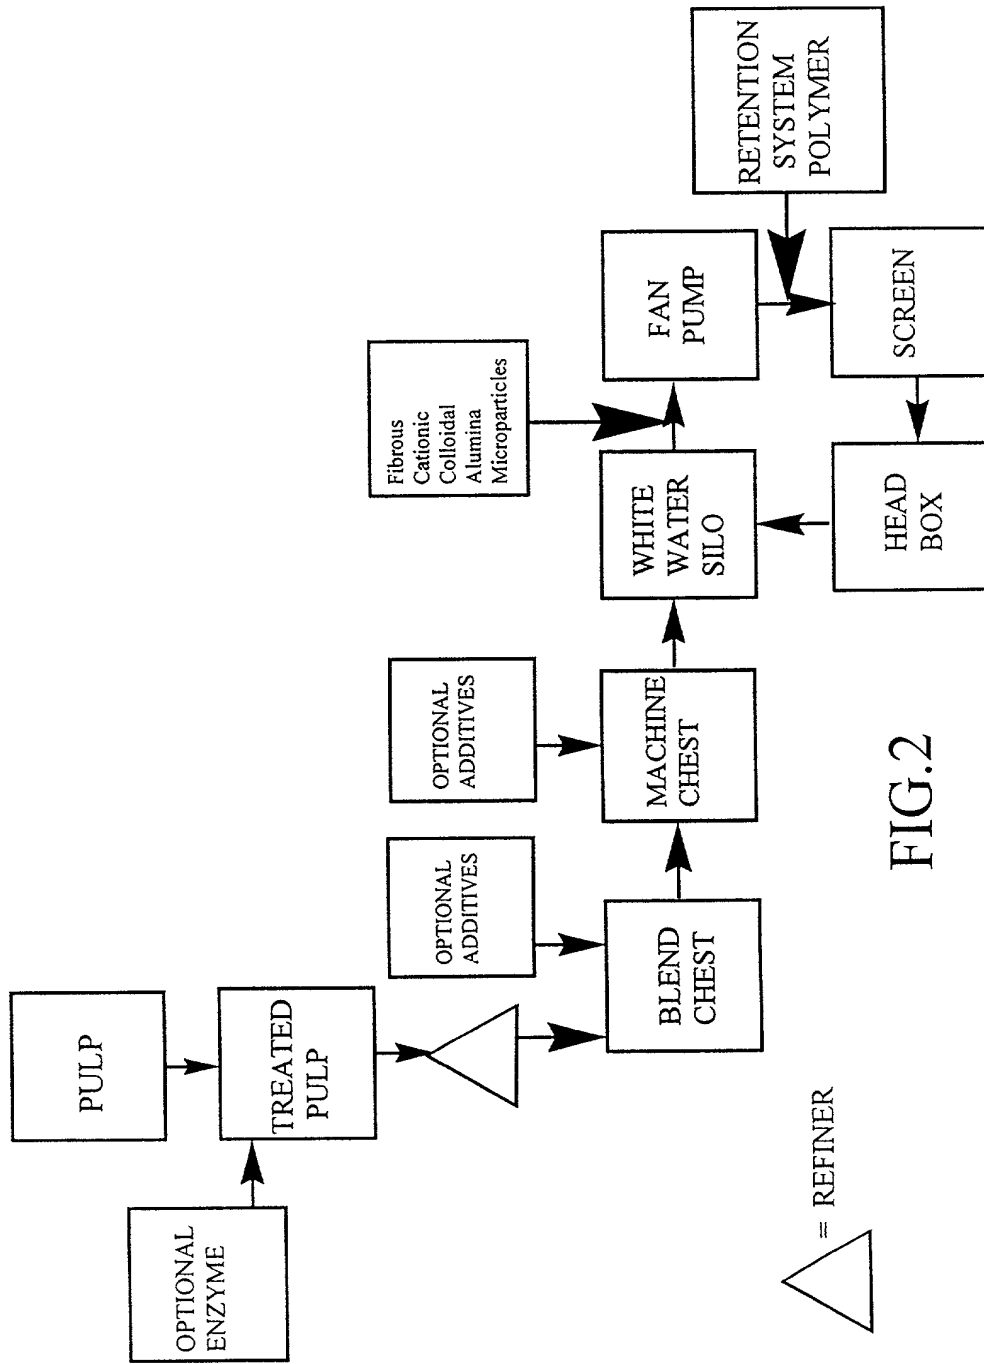 PULP
OPTIONAL
ENZYME
TREATED
PULP
OPTIONAL
ADDITIVES
OPTIONAL
ADDITIVES
BLEND
CHEST
MACHINE
CHEST
Fibrous
Cationic
Colloidal
Alumina
Microparticles
WHITE
WATER
SILO
FAN
PUMP
RETENTION
SYSTEM
POLYMER
HEAD
BOX
SCREEN
= REFINER
FIG.2